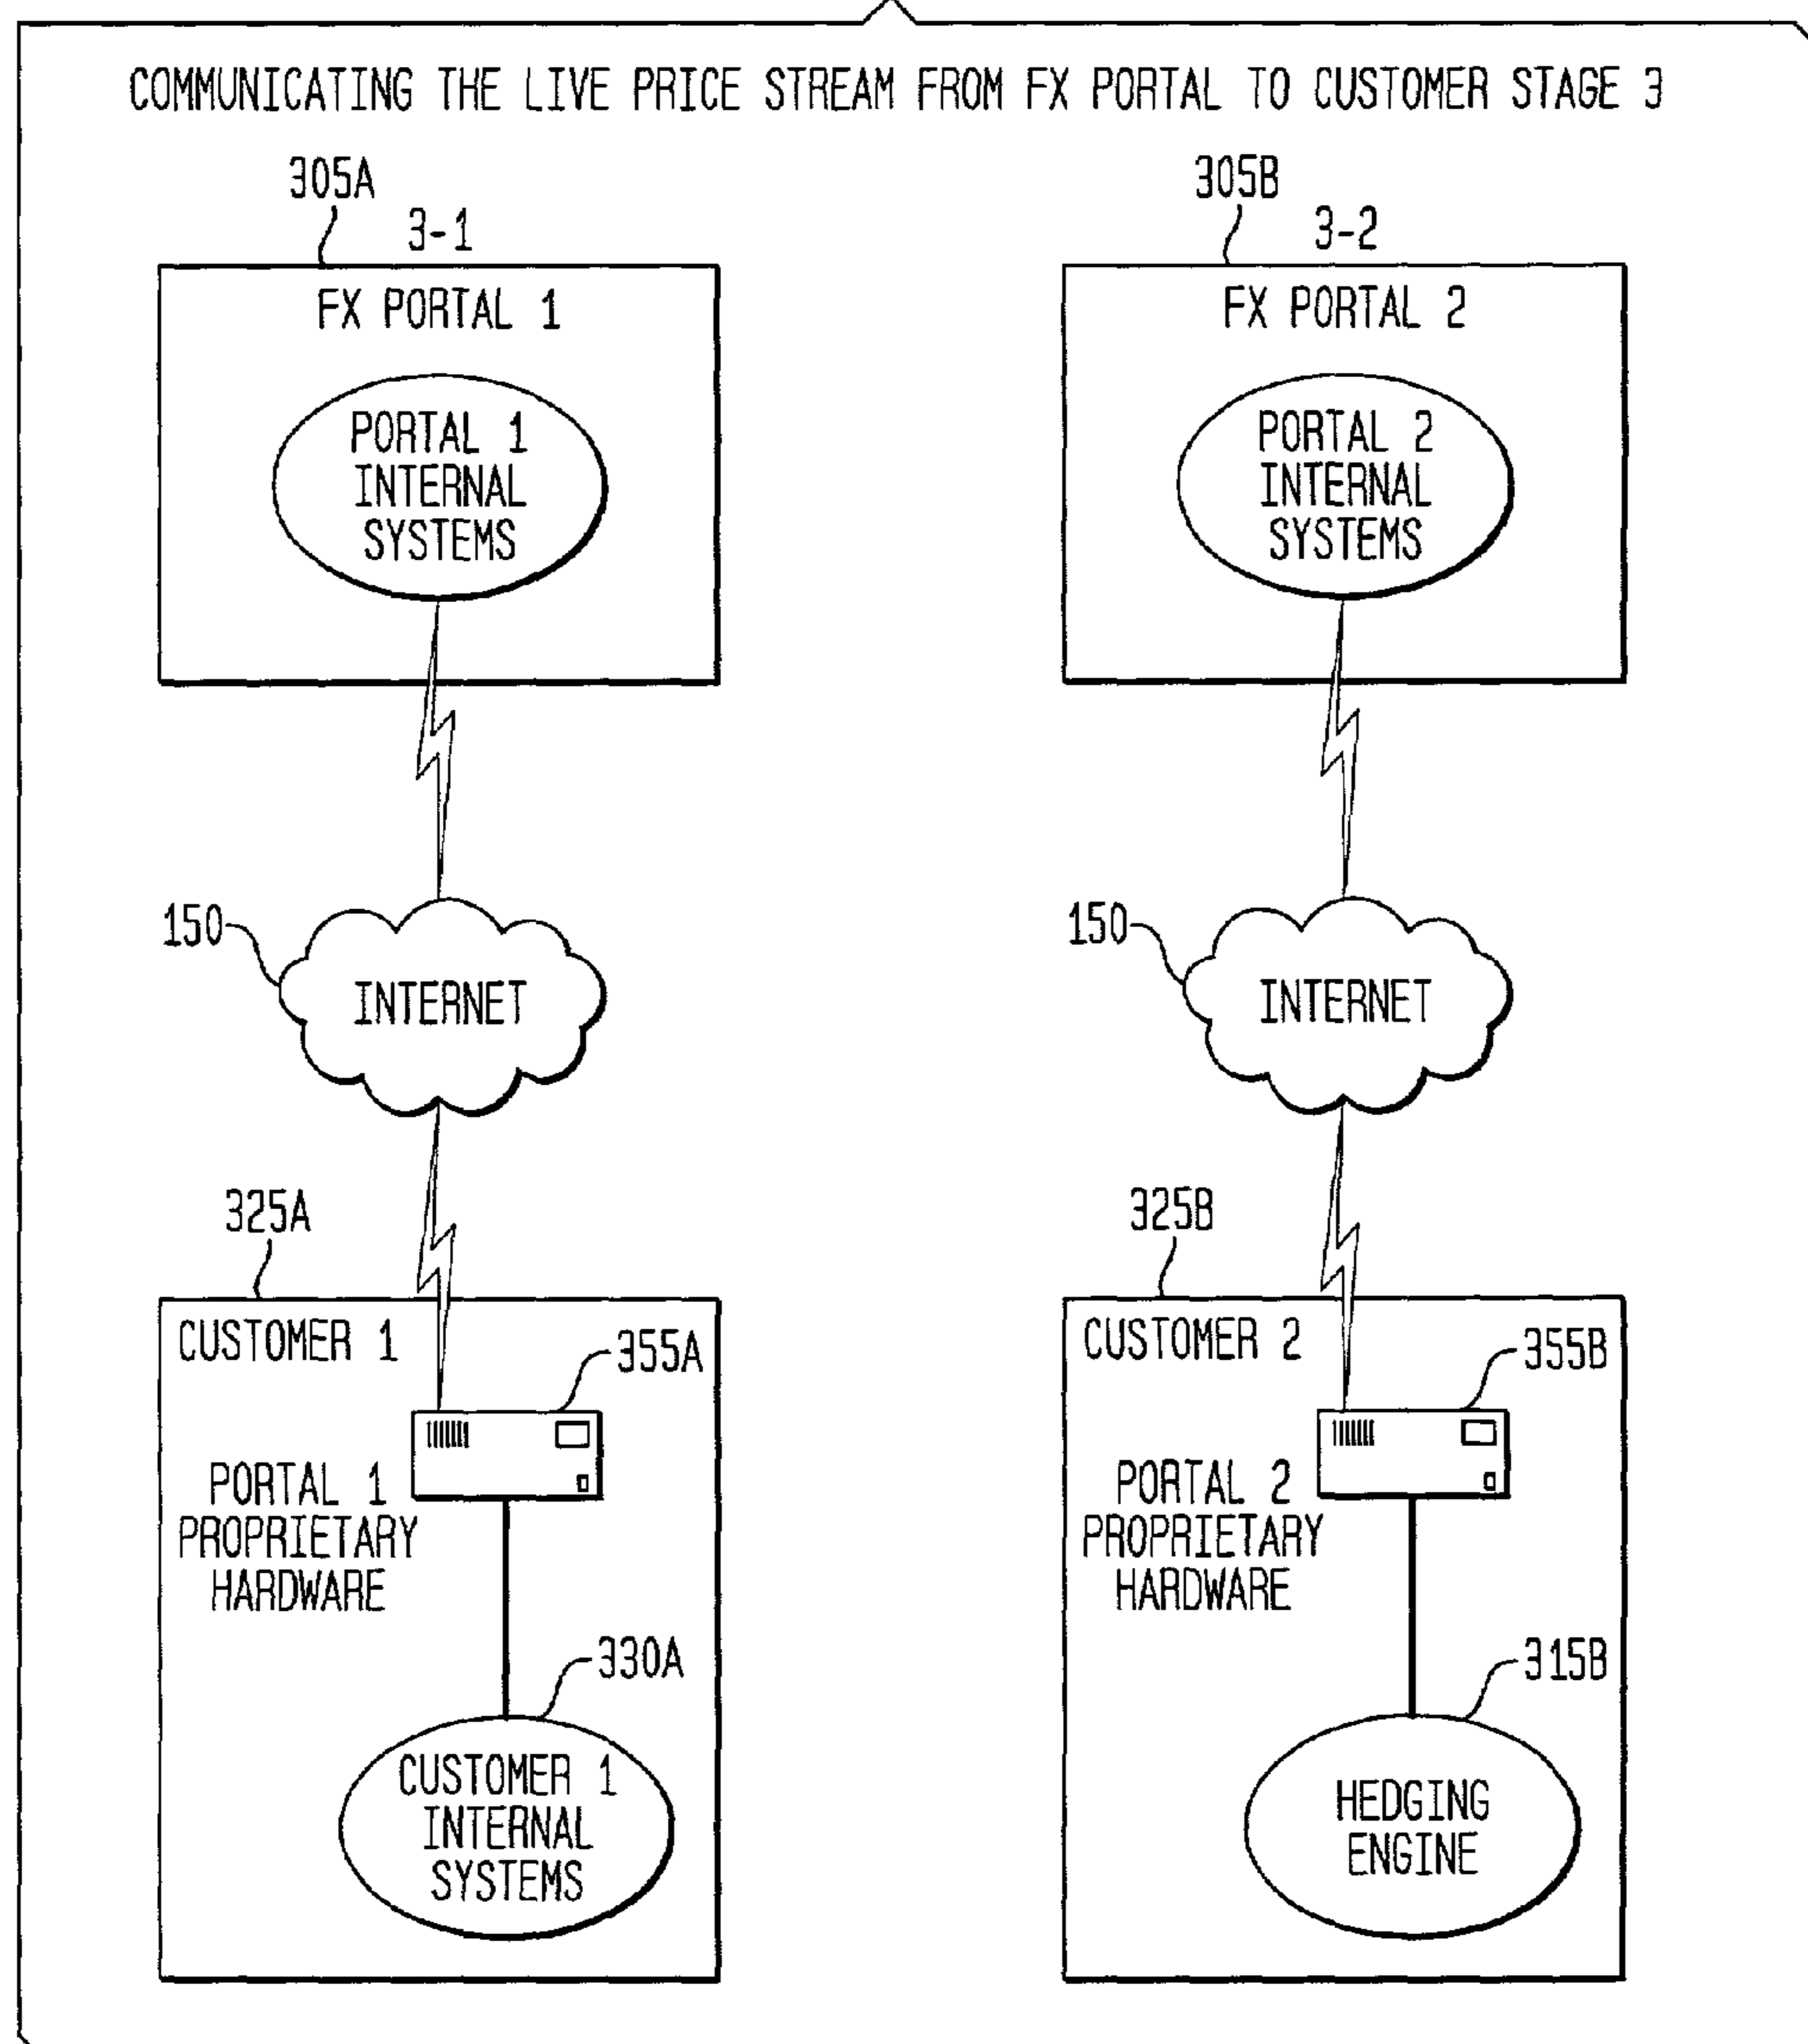 COMMUNICATING THE LIVE PRICE STREAM FROM FX PORTAL TO CUSTOMER STAGE 3
305A
3-1
FX PORTAL 1
PORTAL 1
INTERNAL
SYSTEMS
150
INTERNET
325A
CUSTOMER 1
355A
PORTAL 1
PROPRIETARY
HARDWARE
330A
CUSTOMER 1
INTERNAL
SYSTEMS
305B
3-2
FX PORTAL 2
PORTAL 2
INTERNAL
SYSTEMS
150
INTERNET
325B
CUSTOMER 2
355B
PORTAL 2
PROPRIETARY
HARDWARE
315B
HEDGING
ENGINE